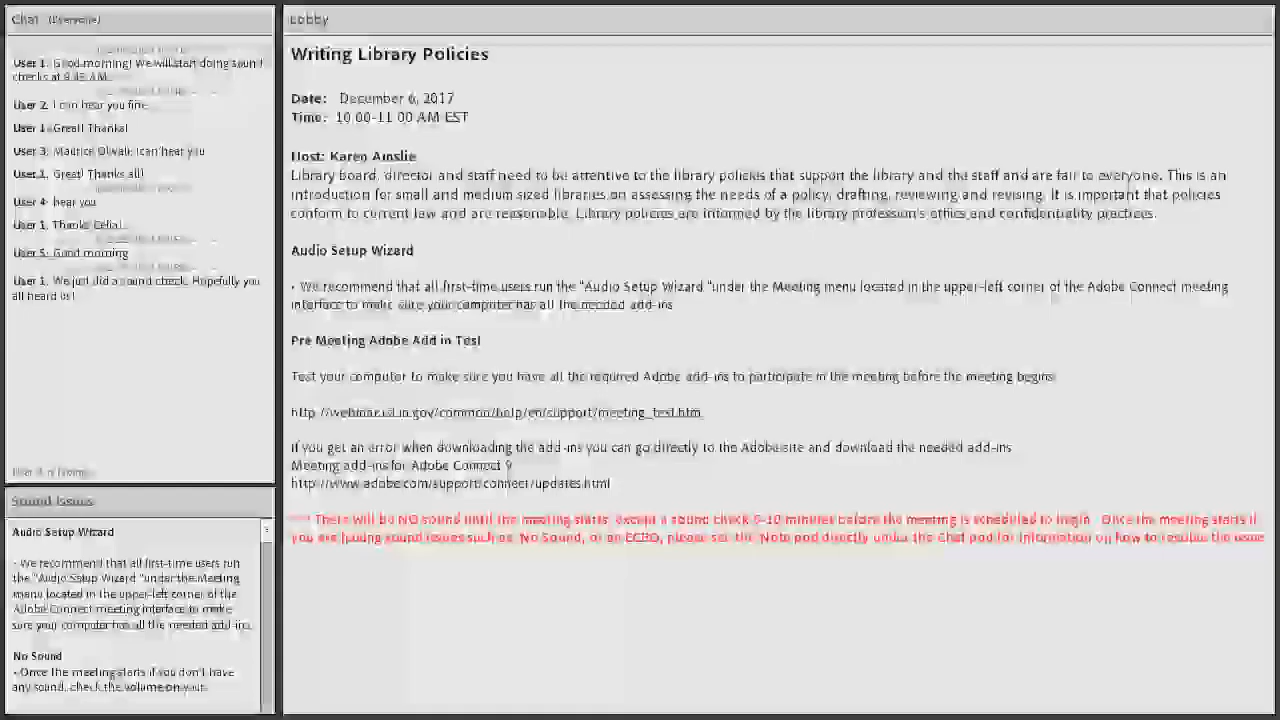 Chat (Everyone)
User 1: Good morning! We will start doing sound
checks at 9:45 AM.
User 2: I can hear you fine
User 1: Great! Thanks!
User 3: Maurice Olwali: I can hear you
User 1: Great! Thanks all!
User 4: hear you
User 1: Thanks Celia!
User 5: Good morning
User 1: We just did a sound check. Hopefully you
all heard us!
Sound Issues
Audio Setup Wizard
- We recommend that all first-time users run
the "Audio Setup Wizard "under the Meeting
menu located in the upper-left corner of the
Adobe Connect meeting interface to make
sure your computer has all the needed add-ins.
No Sound
- Once the meeting starts if you don't have
any sound, check the volume on your
Lobby
Writing Library Policies
Date: December 6, 2017
Time: 10:00-11:00 AM EST
Host: Karen Ainslie
Library board, director and staff need to be attentive to the library policies that support the library and the staff and are fair to everyone. This is an
introduction for small and medium sized libraries on assessing the needs of a policy, drafting, reviewing and revising. It is important that policies
conform to current law and are reasonable. Library policies are informed by the library profession's ethics and confidentiality practices.
Audio Setup Wizard
- We recommend that all first-time users run the "Audio Setup Wizard "under the Meeting menu located in the upper-left corner of the Adobe Connect meeting
interface to make sure your computer has all the needed add-ins
Pre Meeting Adobe Add in Test
Test your computer to make sure you have all the required Adobe add-ins to participate in the meeting before the meeting begins
http://webinar.isl.in.gov/common/help/en/support/meeting_test.htm
If you get an error when downloading the add-ins you can go directly to the Adobe site and download the needed add-ins
Meeting add-ins for Adobe Connect 9
http://www.adobe.com/support/connect/updates.html
*** There will be NO sound until the meeting starts, except a sound check 5-10 minutes before the meeting is scheduled to begin. Once the meeting starts if
you are having sound issues such as: No Sound, or an ECHO, please see the Note pod directly under the Chat pod for information on how to resolve the issue